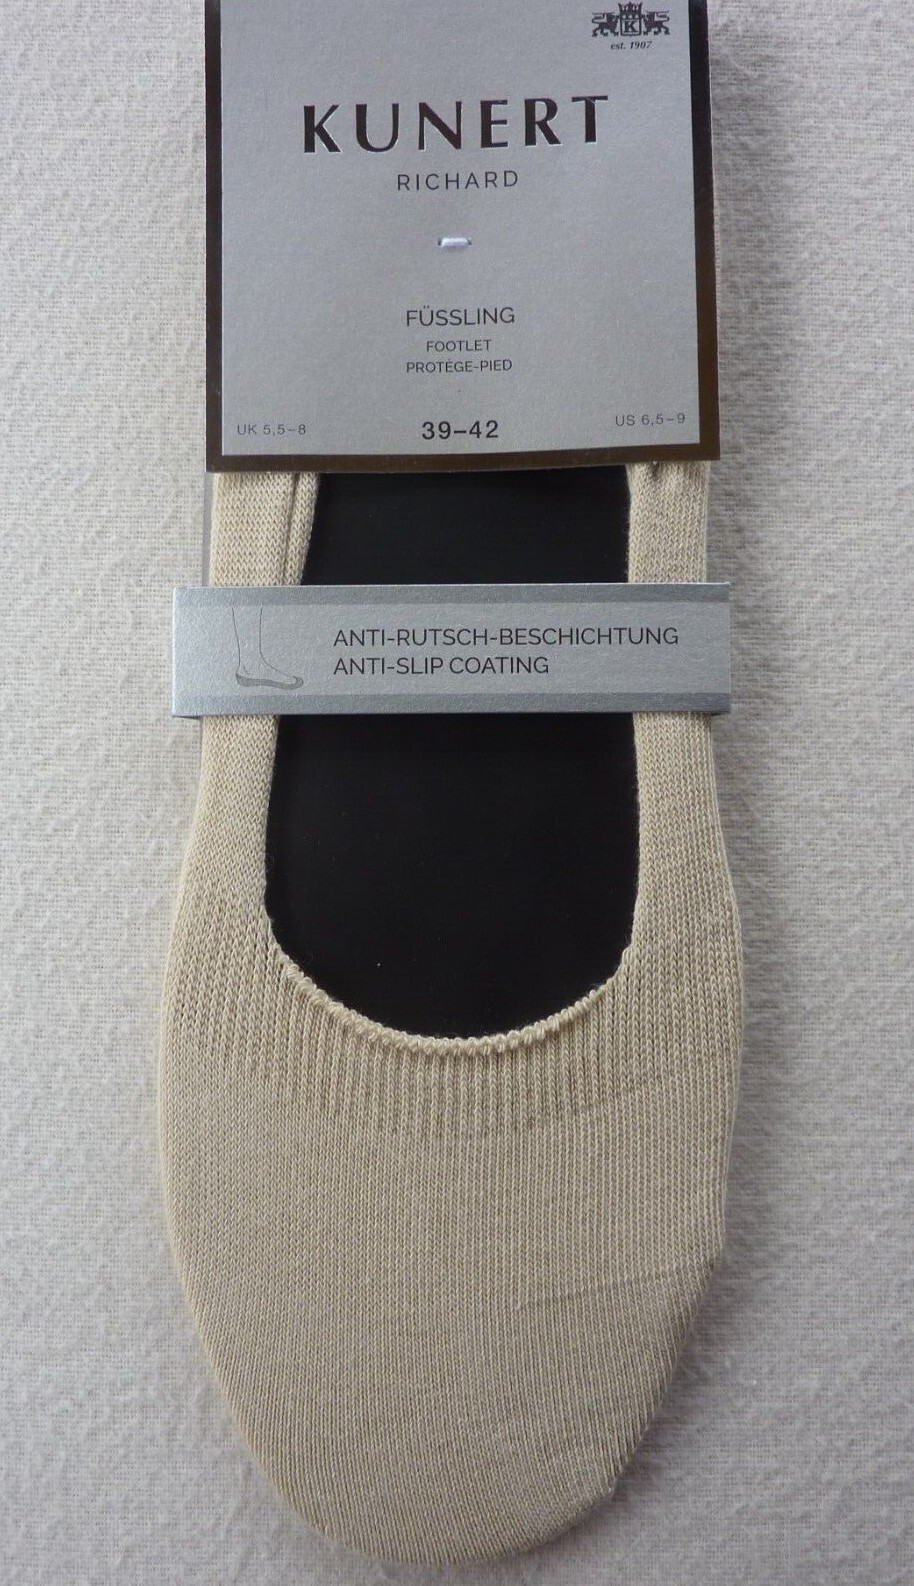 K
est. 1907
KUNERT
RICHARD
FÜSSLING
FOOTLET
PROTÈGE-PIED
UK 5,5–8
39–42
US 6,5–9
ANTI-RUTSCH-BESCHICHTUNG
ANTI-SLIP COATING